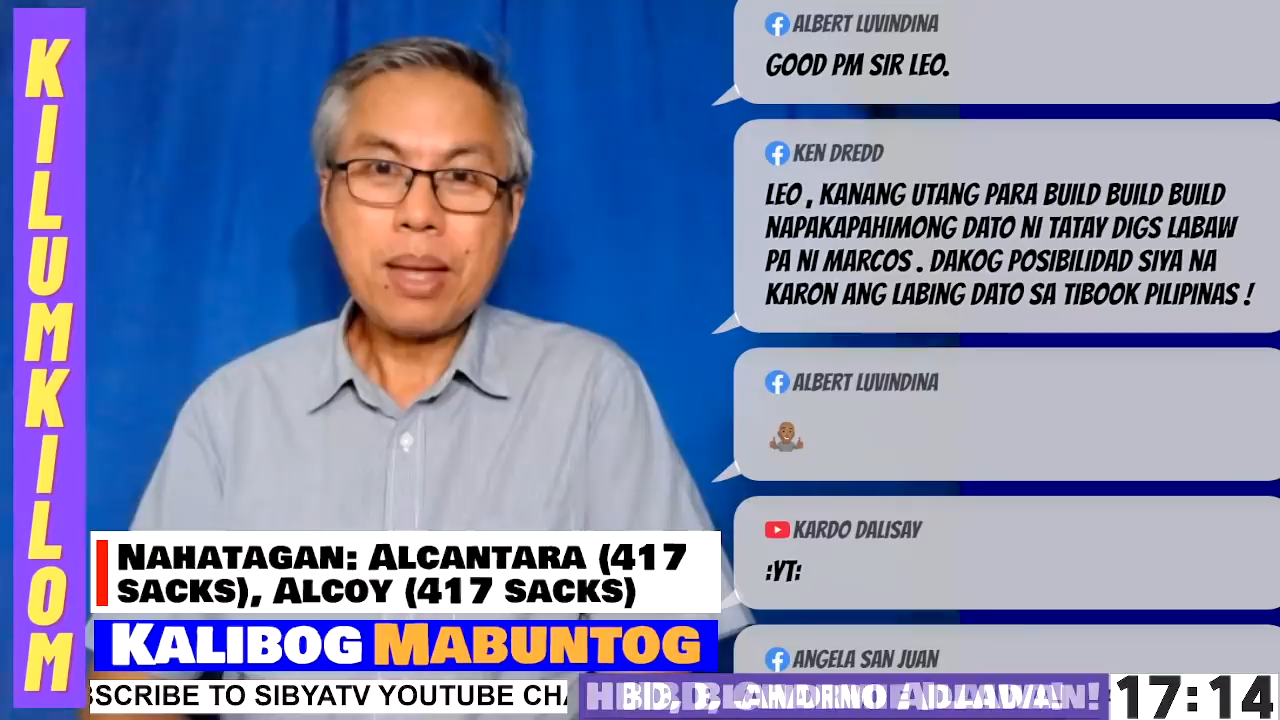 KILUMKILOM
ALBERT LUVINDINA
GOOD PM SIR LEO.
KEN DREDD
LEO , KANANG UTANG PARA BUILD BUILD BUILD
NAPAKAPAHIMONG DATO NI TATAY DIGS LABAW
PA NI MARCOS . DAKOG POSIBILIDAD SIYA NA
KARON ANG LABING DATO SA TIBOOK PILIPINAS !
ALBERT LUVINDINA
KARDO DALISAY
:YT:
ANGELA SAN JUAN
NAHATAGAN: ALCANTARA (417
SACKS), ALCOY (417 SACKS)
KALIBOG MABUNTOG
BSCRIBE TO SIBYATV YOUTUBE CHA
17:14